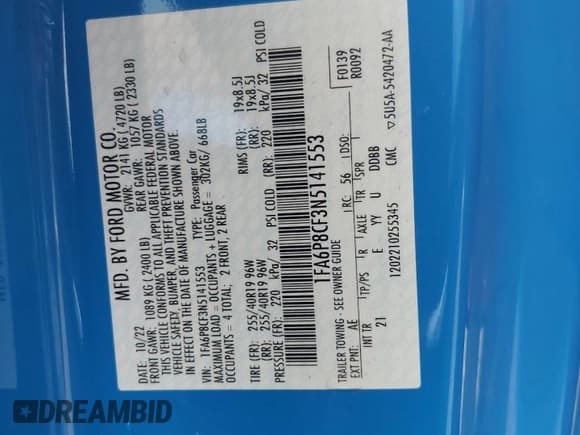 MFD. BY FORD MOTOR CO.
DATE: 10/22 GVWR: 2141 KG ( 4720 LB)
FRONT GAWR: 1089 KG ( 2400 LB) REAR GAWR: 1057 KG ( 2330 LB)
THIS VEHICLE CONFORMS TO ALL APPLICABLE FEDERAL MOTOR
VEHICLE SAFETY, BUMPER, AND THEFT PREVENTION STANDARDS
IN EFFECT ON THE DATE OF MANUFACTURE SHOWN ABOVE.
VIN: 1FA6P8CF3N5141553 TYPE: Passenger Car
MAXIMUM LOAD = OCCUPANTS + LUGGAGE = 302KG/ 668LB
OCCUPANTS = 4 TOTAL; 2 FRONT; 2 REAR
TIRE (FR): 255/40R19 96W RIMS (FR): 19x8.5J
(RR): 255/40R19 96W (RR): 19x8.5J
PRESSURE (FR): 220 kPa/ 32 PSI COLD (RR): 220 kPa/ 32 PSI COLD
1FA6P8CF3N5141553
F0139
R0092
TRAILER TOWING - SEE OWNER GUIDE
EXT PNT: AE RC: 56 DSO:
INT TR TP/PS R AXLE TR SPR
21 E YY U DDBB
1202210255345 CMC ▽5U5A-5420472-AA
DREAMBID